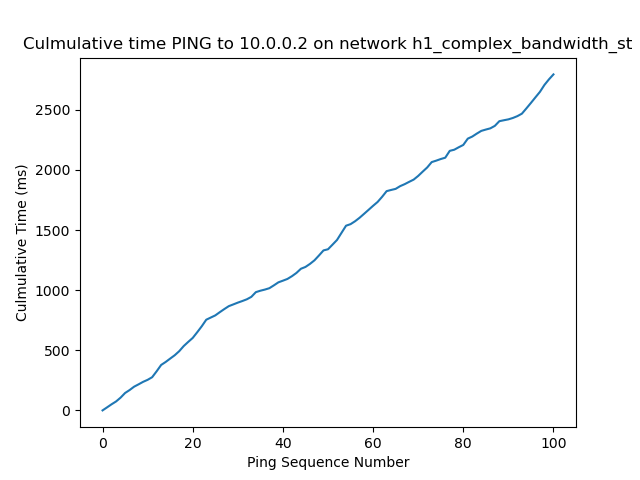 Culmulative time PING to 10.0.0.2 on network h1_complex_bandwidth_st
Culmulative Time (ms)
2500
2000
1500
1000
500
0
0 20 40 60 80 100
Ping Sequence Number